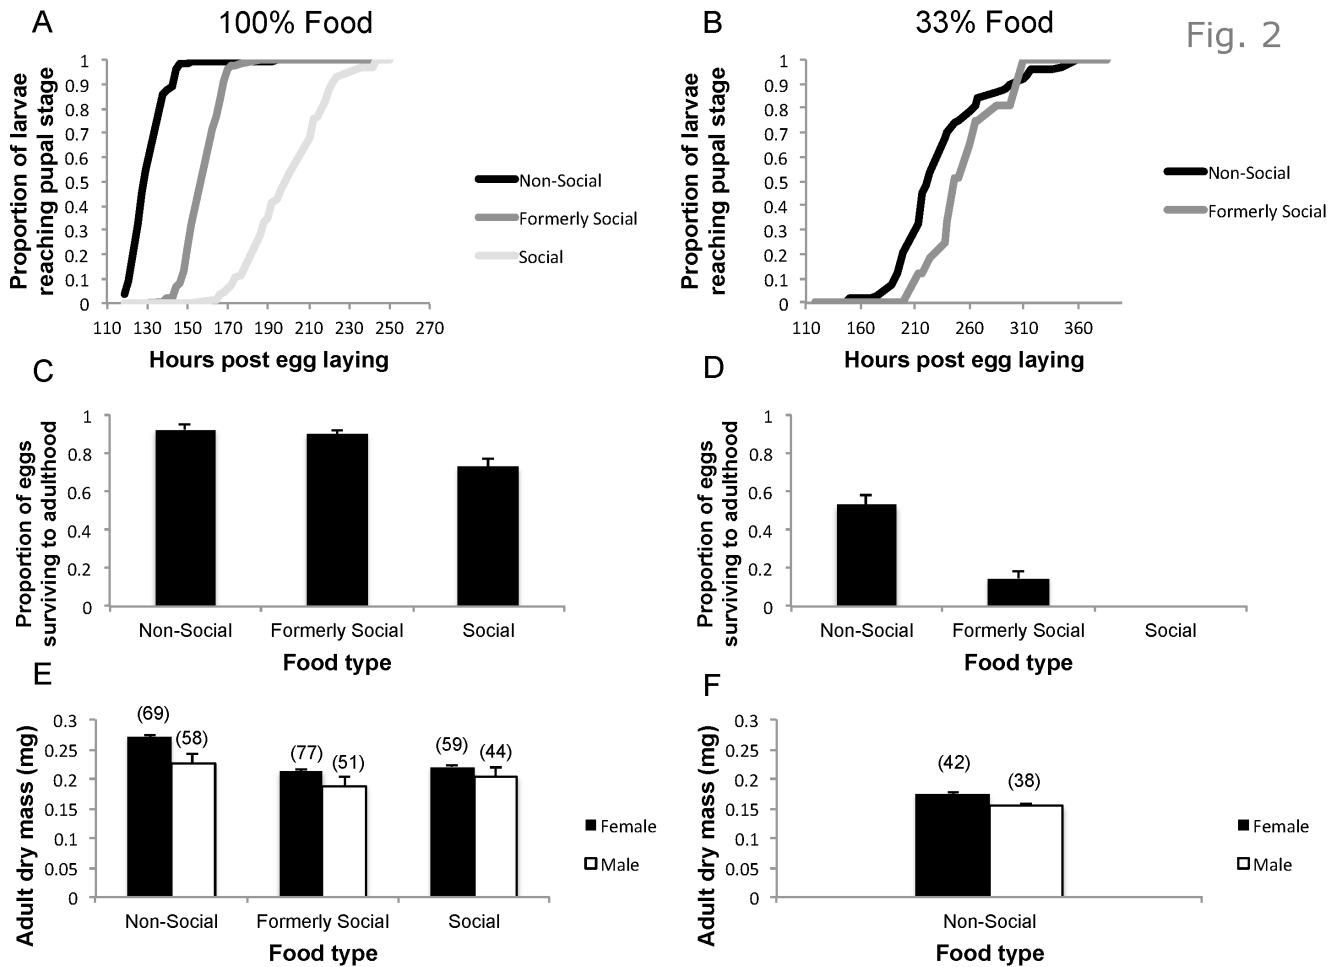 A
100% Food
B
33% Food
Fig. 2
Proportion of larvae
reaching pupal stage
1
0.9
0.8
0.7
0.6
0.5
0.4
0.3
0.2
0.1
0
110 130 150 170 190 210 230 250 270
Hours post egg laying
Non-Social
Formerly Social
Social
Proportion of larvae
reaching pupal stage
1
0.9
0.8
0.7
0.6
0.5
0.4
0.3
0.2
0.1
0
110 160 210 260 310 360
Hours post egg laying
Non-Social
Formerly Social
C
Proportion of eggs
surviving to adulthood
1
0.8
0.6
0.4
0.2
0
Non-Social Formerly Social Social
Food type
D
Proportion of eggs
surviving to adulthood
1
0.8
0.6
0.4
0.2
0
Non-Social Formerly Social Social
Food type
E
Adult dry mass (mg)
0.3
0.25
0.2
0.15
0.1
0.05
0
(69) (58) (77) (51) (59) (44)
Non-Social Formerly Social Social
Food type
Female
Male
F
Adult dry mass (mg)
0.3
0.25
0.2
0.15
0.1
0.05
0
(42) (38)
Non-Social
Food type
Female
Male